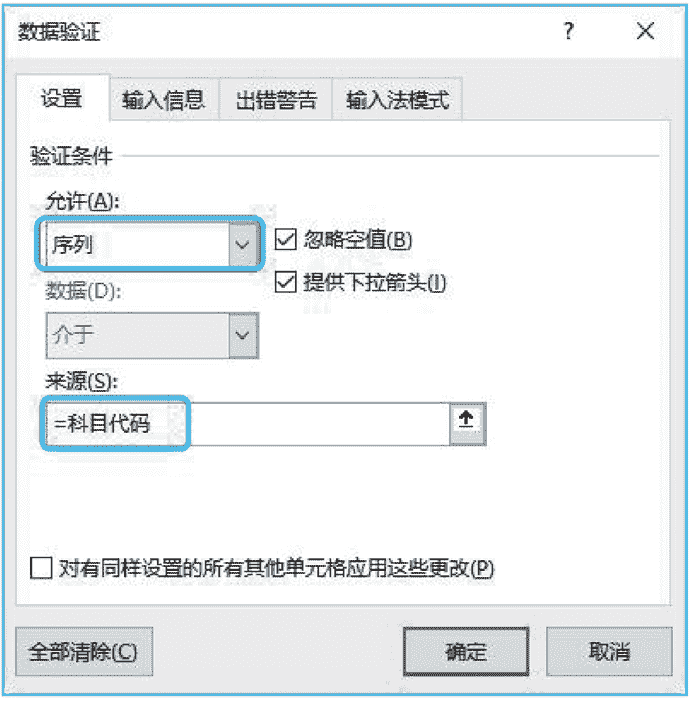 数据验证 ?
设置 输入信息 出错警告 输入法模式
验证条件
允许(A):
序列
忽略空值(B)
提供下拉箭头(I)
数据(D):
介于
来源(S):
=科目代码
对有同样设置的所有其他单元格应用这些更改(P)
全部清除(C) 确定 取消